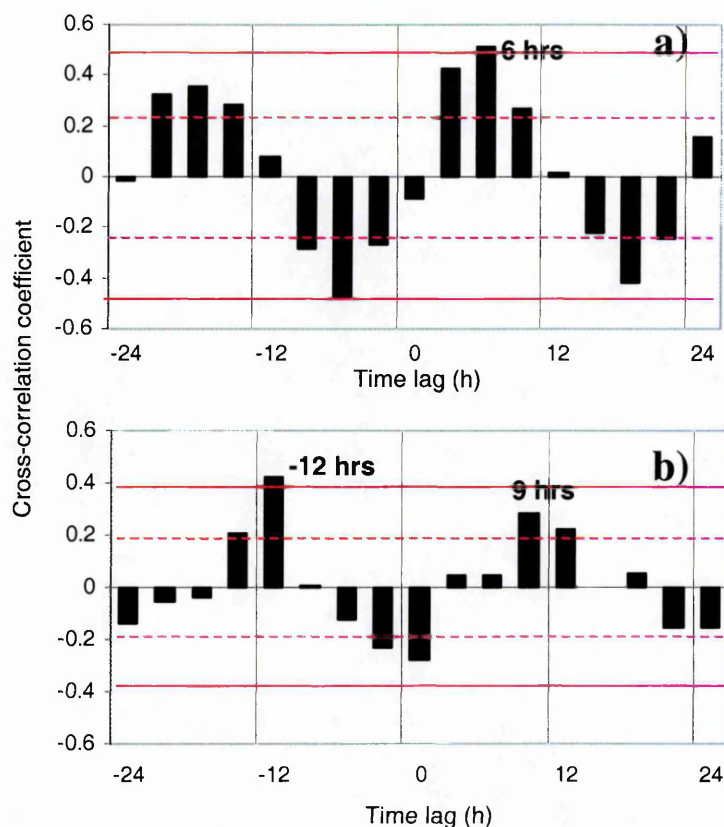 Cross-correlation coefficient
a)
0.6
0.4
0.2
0
-0.2
-0.4
-0.6
6 hrs
-24 -12 0 12 24
Time lag (h)
b)
0.6
0.4
0.2
0
-0.2
-0.4
-0.6
-12 hrs
9 hrs
-24 -12 0 12 24
Time lag (h)